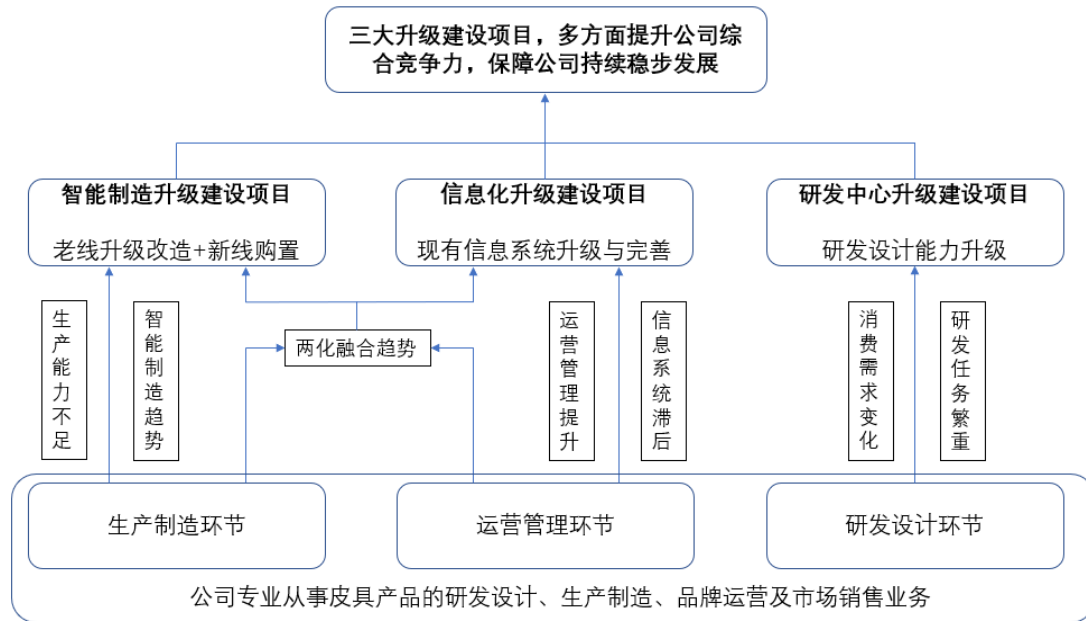 三大升级建设项目，多方面提升公司综
合竞争力，保障公司持续稳步发展
智能制造升级建设项目
老线升级改造+新线购置
信息化升级建设项目
现有信息系统升级与完善
研发中心升级建设项目
研发设计能力升级
生产能力不足
智能制造趋势
两化融合趋势
运营管理提升
信息系统滞后
消费需求变化
研发任务繁重
生产制造环节
运营管理环节
研发设计环节
公司专业从事皮具产品的研发设计、生产制造、品牌运营及市场销售业务